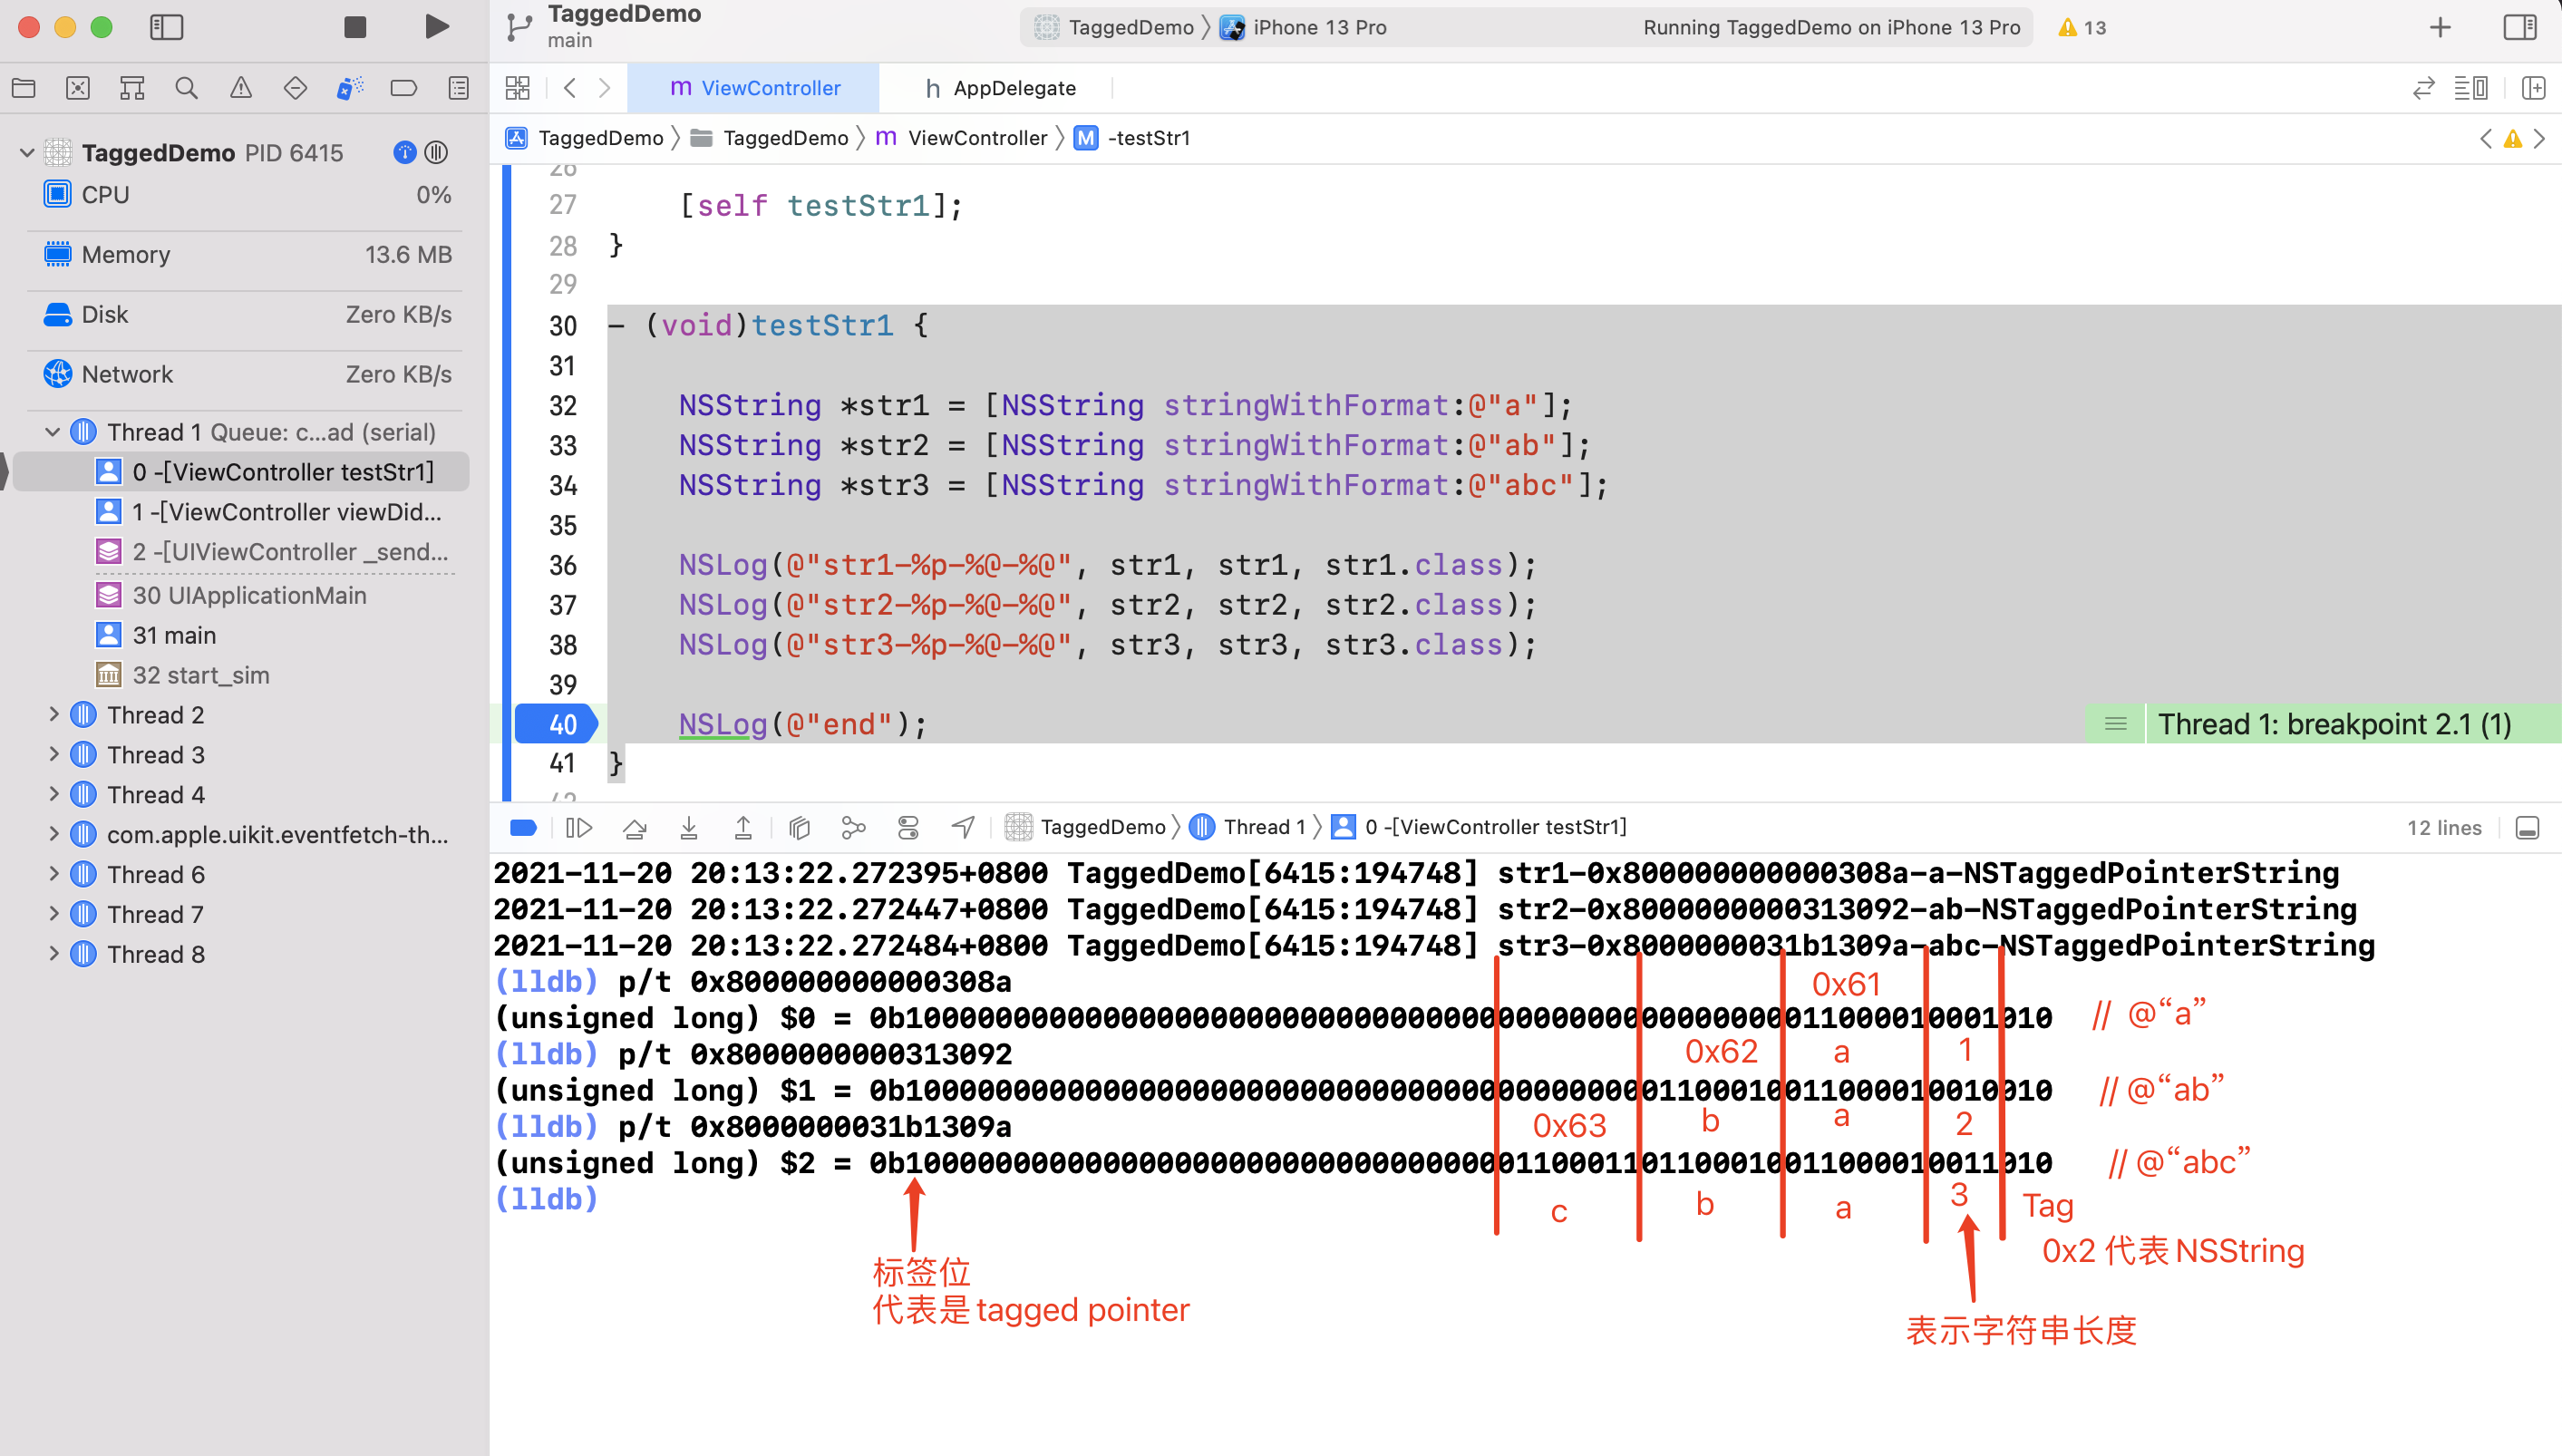 TaggedDemo
main
TaggedDemo
iPhone 13 Pro
Running TaggedDemo on iPhone 13 Pro
13
m ViewController
h AppDelegate
TaggedDemo
TaggedDemo
m ViewController
M -testStr1
TaggedDemo PID 6415
CPU 0%
Memory 13.6 MB
Disk Zero KB/s
Network Zero KB/s
Thread 1 Queue: c...ad (serial)
0 -[ViewController testStr1]
1 -[ViewController viewDid...
2 -[UIViewController _send...
30 UIApplicationMain
31 main
32 start_sim
Thread 2
Thread 3
Thread 4
com.apple.uikit.eventfetch-th...
Thread 6
Thread 7
Thread 8
26
27 [self testStr1];
28 }
29
30 - (void)testStr1 {
31
32 NSString *str1 = [NSString stringWithFormat:@"a"];
33 NSString *str2 = [NSString stringWithFormat:@"ab"];
34 NSString *str3 = [NSString stringWithFormat:@"abc"];
35
36 NSLog(@"str1-%p-%@-%@", str1, str1, str1.class);
37 NSLog(@"str2-%p-%@-%@", str2, str2, str2.class);
38 NSLog(@"str3-%p-%@-%@", str3, str3, str3.class);
39
40 NSLog(@"end");
Thread 1: breakpoint 2.1 (1)
41 }
42
TaggedDemo
Thread 1
0 -[ViewController testStr1]
12 lines
2021-11-20 20:13:22.272395+0800 TaggedDemo[6415:194748] str1-0x800000000000308a-a-NSTaggedPointerString
2021-11-20 20:13:22.272447+0800 TaggedDemo[6415:194748] str2-0x8000000000313092-ab-NSTaggedPointerString
2021-11-20 20:13:22.272484+0800 TaggedDemo[6415:194748] str3-0x8000000031b1309a-abc-NSTaggedPointerString
(lldb) p/t 0x800000000000308a
0x61
(unsigned long) $0 = 0b1000000000000000000000000000000000000000000000000011000010001010 // @“a”
(lldb) p/t 0x8000000000313092
0x62 a 1
(unsigned long) $1 = 0b1000000000000000000000000000000000000000001100010011000010010010 // @“ab”
(lldb) p/t 0x8000000031b1309a
0x63 b a 2
(unsigned long) $2 = 0b1000000000000000000000000000000000110001101100010011000010011010 // @“abc”
(lldb)
c b a 3 Tag
0x2 代表 NSString
标签位
代表是 tagged pointer
表示字符串长度